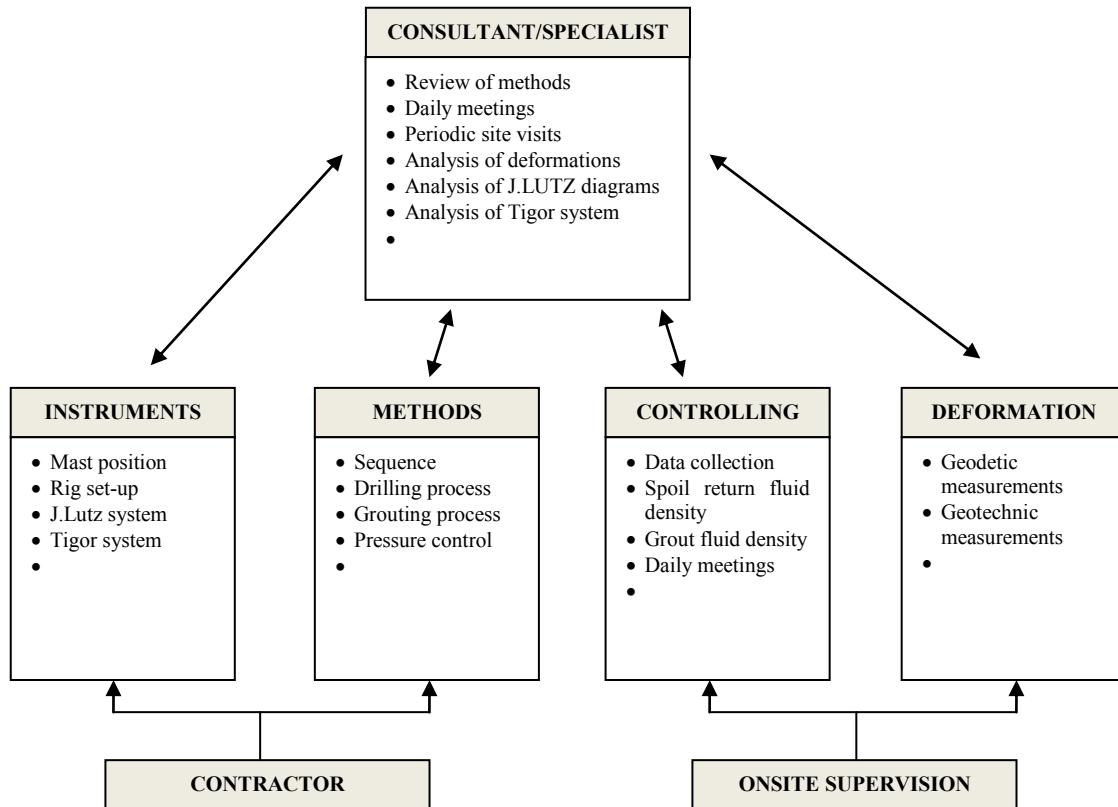 CONSULTANT/SPECIALIST
• Review of methods
• Daily meetings
• Periodic site visits
• Analysis of deformations
• Analysis of J.LUTZ diagrams
• Analysis of Tigor system
•
INSTRUMENTS
• Mast position
• Rig set-up
• J.Lutz system
• Tigor system
•
METHODS
• Sequence
• Drilling process
• Grouting process
• Pressure control
•
CONTROLLING
• Data collection
• Spoil return fluid
density
• Grout fluid density
• Daily meetings
•
DEFORMATION
• Geodetic
measurements
• Geotechnic
measurements
•
CONTRACTOR
ONSITE SUPERVISION